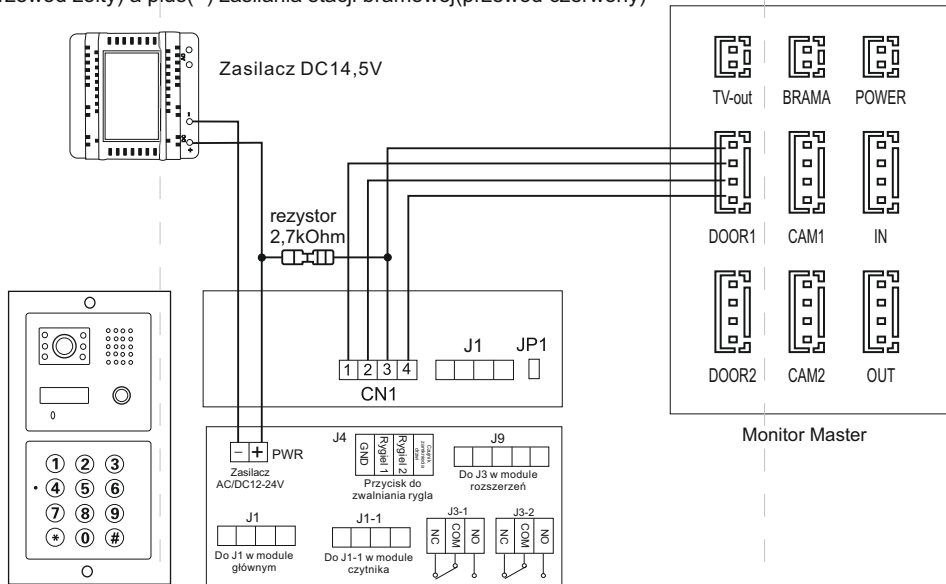 zasilania stacji bramowej(przewód czerwony)
Zasilacz DC14,5V
- +
TV-out BRAMA POWER
rezystor
2,7kOhm
DOOR1 CAM1 IN
DOOR2 CAM2 OUT
Monitor Master
J1 JP1
1 2 3 4
CN1
- + PWR
Zasilacz
AC/DC12-24V
J4
GND
Rygiel 1
Rygiel 2
Czujnik zamknięcia drzwi
Przycisk do
zwalniania rygla
J9
Do J3 w module
rozszerzeń
J1
Do J1 w module
głównym
J1-1
Do J1-1 w module
czytnika
J3-1
NC COM NO
J3-2
NC COM NO
1 2 3
4 5 6
7 8 9
* 0 #